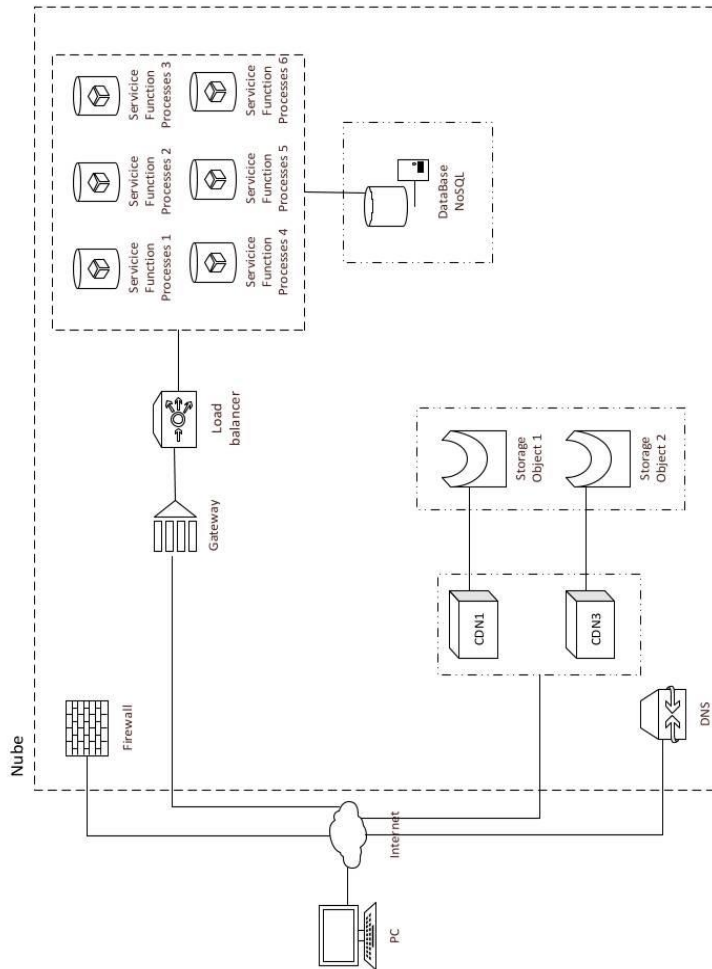 Nube
Firewall
Gateway
Load
balancer
Servicice
Function
Processes 1
Servicice
Function
Processes 2
Servicice
Function
Processes 3
Servicice
Function
Processes 4
Servicice
Function
Processes 5
Servicice
Function
Processes 6
DataBase
NoSQL
PC
Internet
CDN1
CDN3
Storage
Object 1
Storage
Object 2
DNS